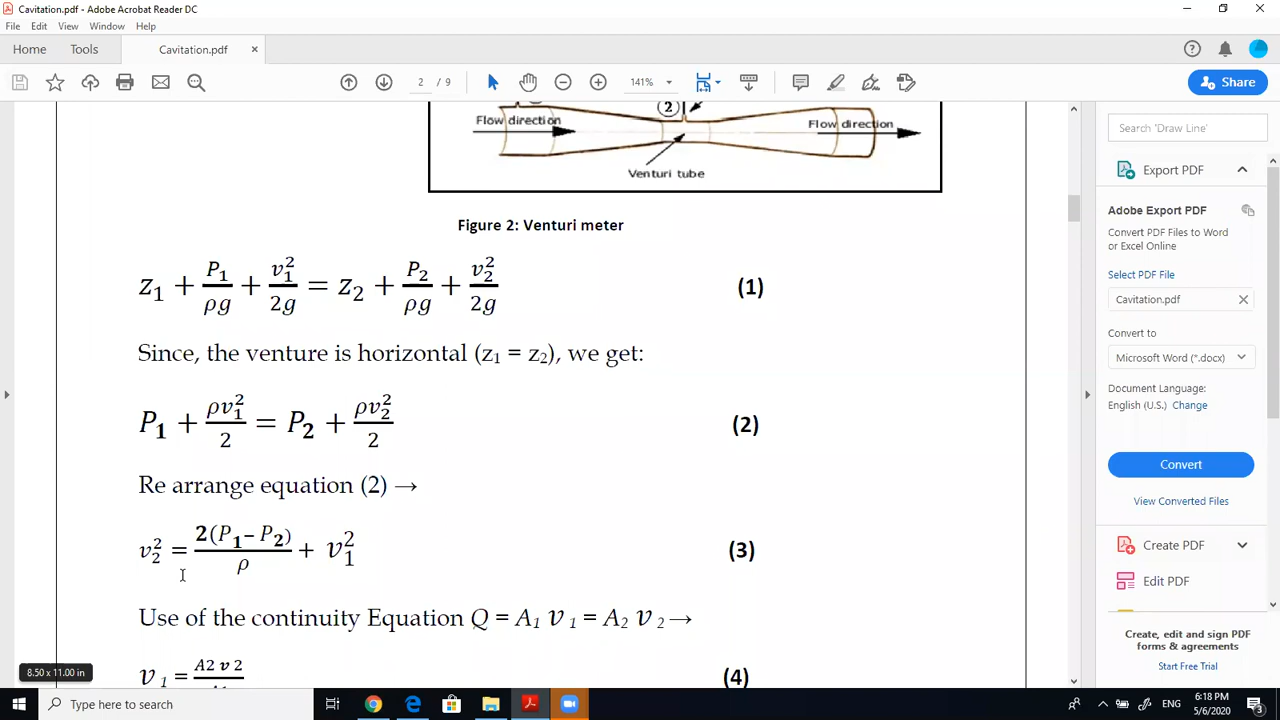 Cavitation.pdf - Adobe Acrobat Reader DC
File Edit View Window Help
Home Tools Cavitation.pdf ×
2 / 9 141% Share
(2)
Flow direction Flow direction
Venturi tube
Figure 2: Venturi meter
z₁ + P₁/ρg + v₁²/2g = z₂ + P₂/ρg + v₂²/2g (1)
Since, the venture is horizontal (z₁ = z₂), we get:
P₁ + ρv₁²/2 = P₂ + ρv₂²/2 (2)
Re arrange equation (2) →
v₂² = 2(P₁− P₂)/ρ + v₁² (3)
Use of the continuity Equation Q = A₁ v ₁ = A₂ v ₂ →
v ₁ = A2 v 2 (4)
8.50 x 11.00 in
Search 'Draw Line'
Export PDF
Adobe Export PDF
Convert PDF Files to Word
or Excel Online
Select PDF File
Cavitation.pdf
Convert to
Microsoft Word (*.docx)
Document Language:
English (U.S.) Change
Convert
View Converted Files
Create PDF
Edit PDF
Create, edit and sign PDF
forms & agreements
Start Free Trial
Type here to search
ENG
6:18 PM
5/6/2020
3